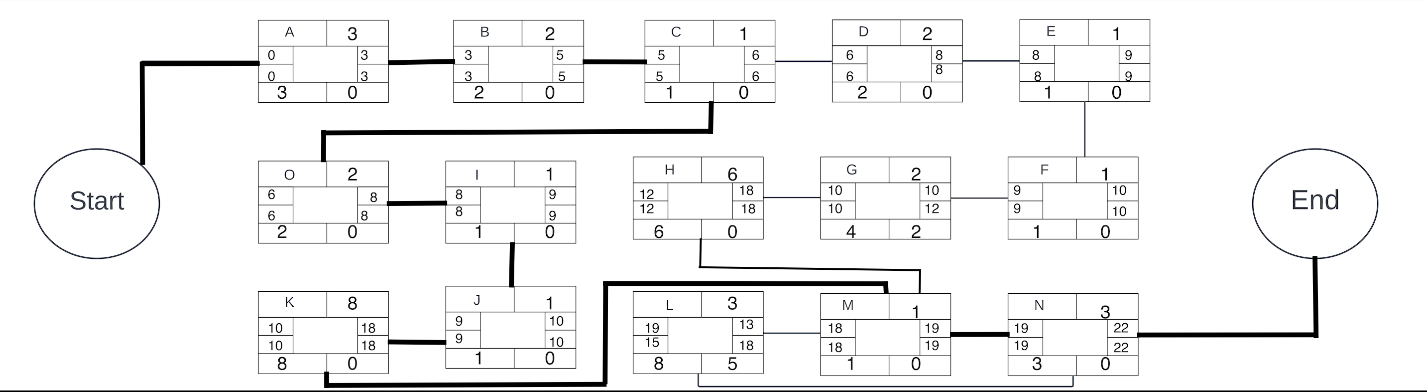 A 3 B 2 C 1 D 2 E 1
0 3 3 5 5 6 6 8 8 9
0 3 3 5 5 6 6 8 8 9
3 0 2 0 1 0 2 0 1 0
O 2 I 1 H 6 G 2 F 1
6 8 8 9 12 18 10 10 9 10
6 8 8 9 12 18 10 12 9 10
2 0 1 0 6 0 4 2 1 0
Start
End
K 8 J 1 L 3 M 1 N 3
10 18 9 10 19 13 18 19 19 22
10 18 9 10 15 18 18 19 19 22
8 0 1 0 8 5 1 0 3 0